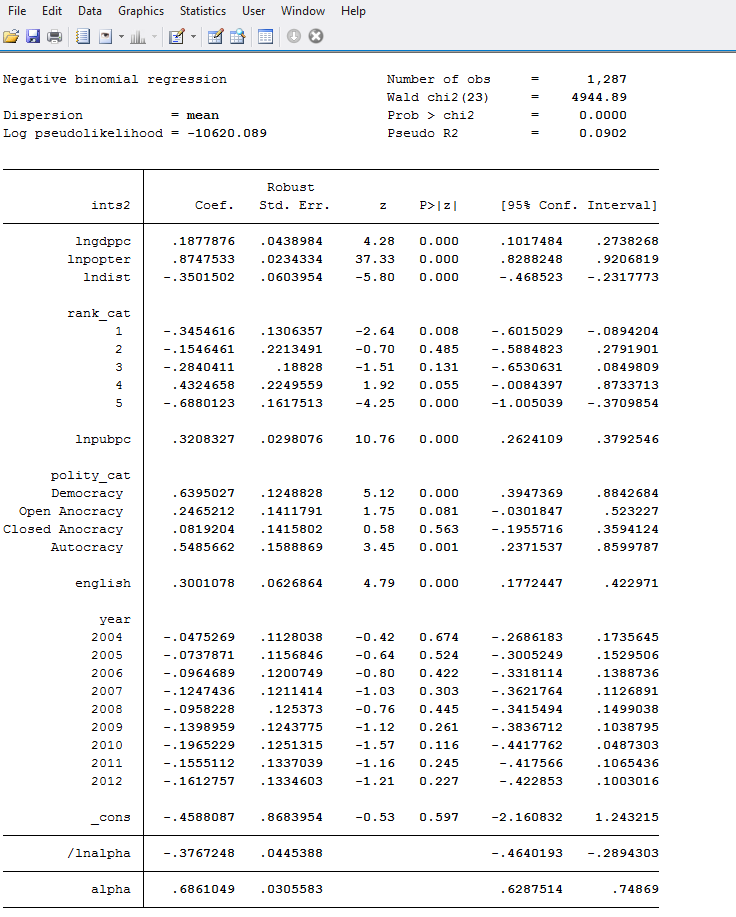 File Edit Data Graphics Statistics User Window Help
Negative binomial regression Number of obs = 1,287
Wald chi2(23) = 4944.89
Dispersion = mean Prob > chi2 = 0.0000
Log pseudolikelihood = -10620.089 Pseudo R2 = 0.0902
Robust
ints2 Coef. Std. Err. z P>|z| [95% Conf. Interval]
lngdppc .1877876 .0438984 4.28 0.000 .1017484 .2738268
lnpopter .8747533 .0234334 37.33 0.000 .8288248 .9206819
lndist -.3501502 .0603954 -5.80 0.000 -.468523 -.2317773
rank_cat
1 -.3454616 .1306357 -2.64 0.008 -.6015029 -.0894204
2 -.1546461 .2213491 -0.70 0.485 -.5884823 .2791901
3 -.2840411 .18828 -1.51 0.131 -.6530631 .0849809
4 .4324658 .2249559 1.92 0.055 -.0084397 .8733713
5 -.6880123 .1617513 -4.25 0.000 -1.005039 -.3709854
lnpubpc .3208327 .0298076 10.76 0.000 .2624109 .3792546
polity_cat
Democracy .6395027 .1248828 5.12 0.000 .3947369 .8842684
Open Anocracy .2465212 .1411791 1.75 0.081 -.0301847 .523227
Closed Anocracy .0819204 .1415802 0.58 0.563 -.1955716 .3594124
Autocracy .5485662 .1588869 3.45 0.001 .2371537 .8599787
english .3001078 .0626864 4.79 0.000 .1772447 .422971
year
2004 -.0475269 .1128038 -0.42 0.674 -.2686183 .1735645
2005 -.0737871 .1156846 -0.64 0.524 -.3005249 .1529506
2006 -.0964689 .1200749 -0.80 0.422 -.3318114 .1388736
2007 -.1247436 .1211414 -1.03 0.303 -.3621764 .1126891
2008 -.0958228 .125373 -0.76 0.445 -.3415494 .1499038
2009 -.1398959 .1243775 -1.12 0.261 -.3836712 .1038795
2010 -.1965229 .1251315 -1.57 0.116 -.4417762 .0487303
2011 -.1555112 .1337039 -1.16 0.245 -.417566 .1065436
2012 -.1612757 .1334603 -1.21 0.227 -.422853 .1003016
_cons -.4588087 .8683954 -0.53 0.597 -2.160832 1.243215
/lnalpha -.3767248 .0445388 -.4640193 -.2894303
alpha .6861049 .0305583 .6287514 .74869